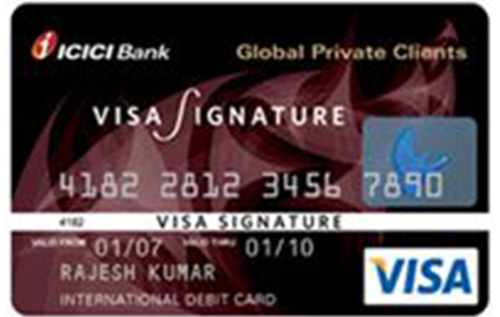 ICICI Bank Global Private Clients
VISA SIGNATURE
4182 2812 3456 7890
4182 VISA SIGNATURE
VALID FROM 01/07 VALID THRU 01/10
RAJESH KUMAR
VISA
INTERNATIONAL DEBIT CARD